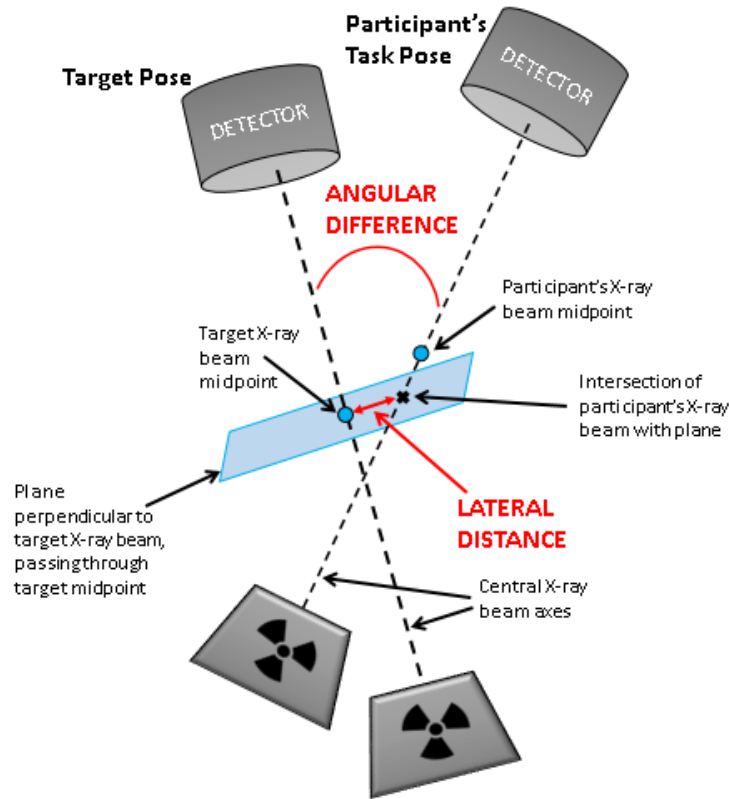 Participant's
Task Pose
Target Pose
DETECTOR
DETECTOR
ANGULAR
DIFFERENCE
Participant's X-ray
beam midpoint
Target X-ray
beam
midpoint
Intersection of
participant's X-ray
beam with plane
Plane
perpendicular to
target X-ray beam,
passing through
target midpoint
LATERAL
DISTANCE
Central X-ray
beam axes